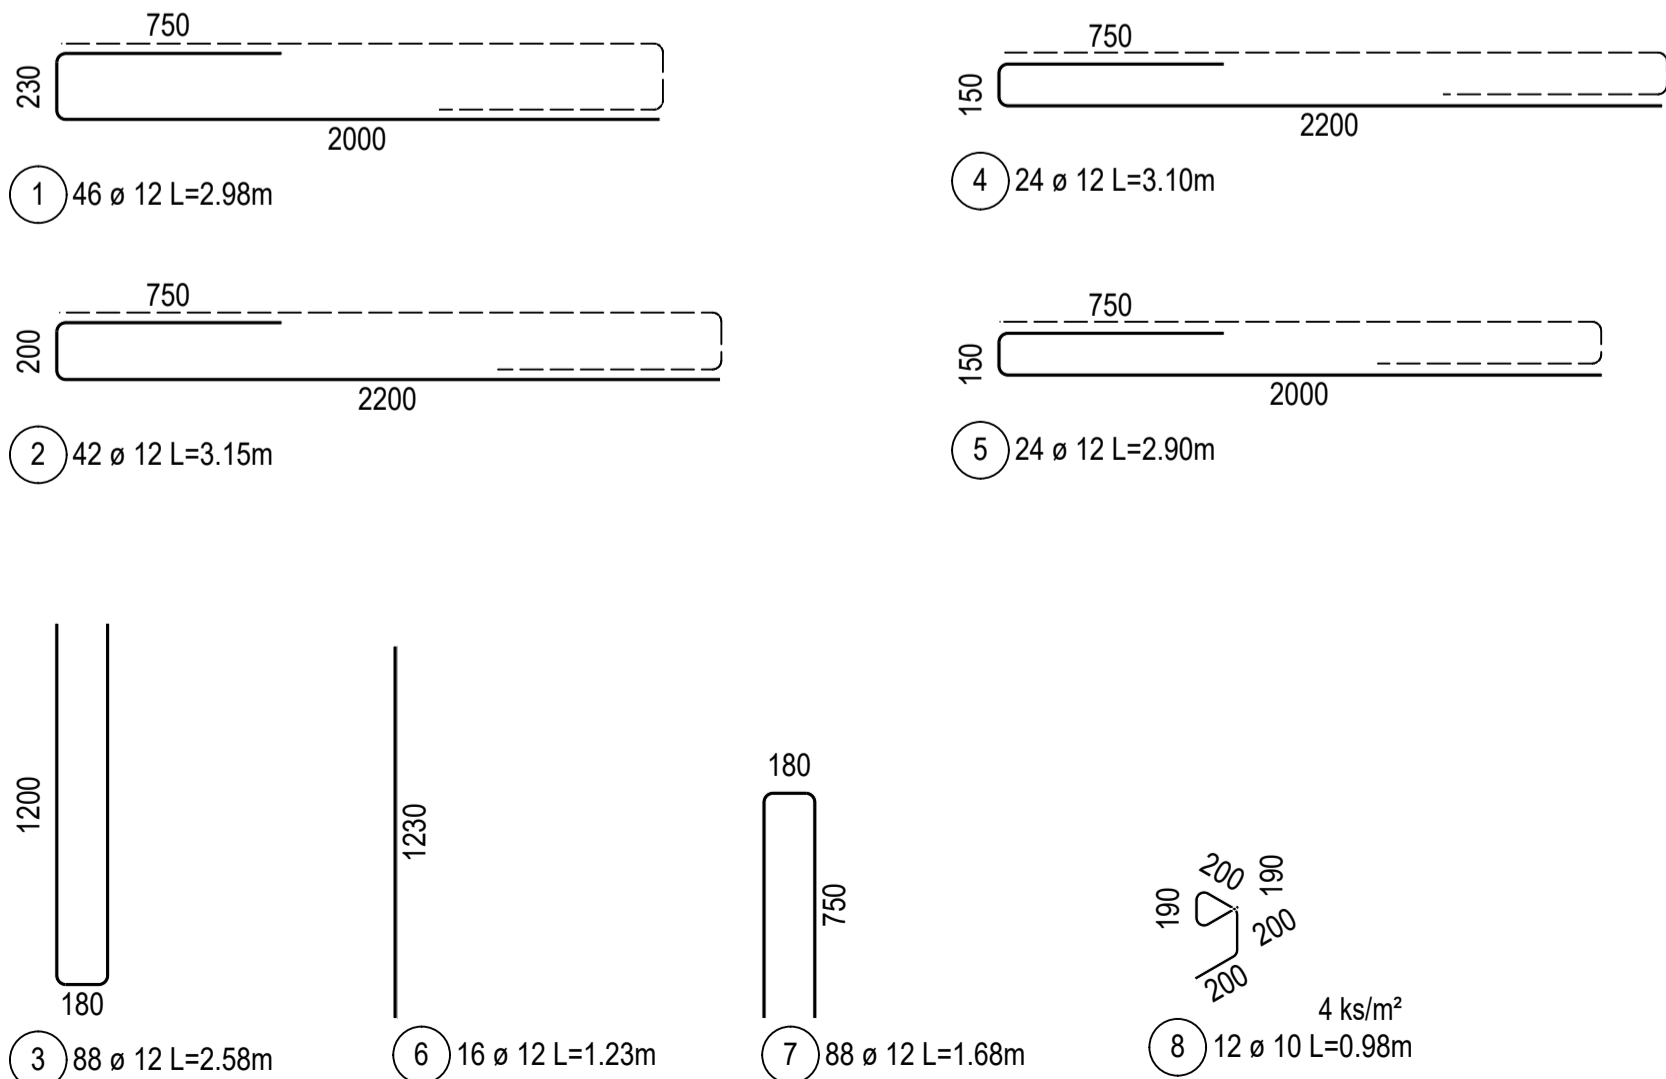 750
230
2000
1 46 ø 12 L=2.98m
750
150
2200
4 24 ø 12 L=3.10m
750
200
2200
2 42 ø 12 L=3.15m
750
150
2000
5 24 ø 12 L=2.90m
1200
180
3 88 ø 12 L=2.58m
1230
6 16 ø 12 L=1.23m
180
750
7 88 ø 12 L=1.68m
200
190
190
200
200
4 ks/m²
8 12 ø 10 L=0.98m